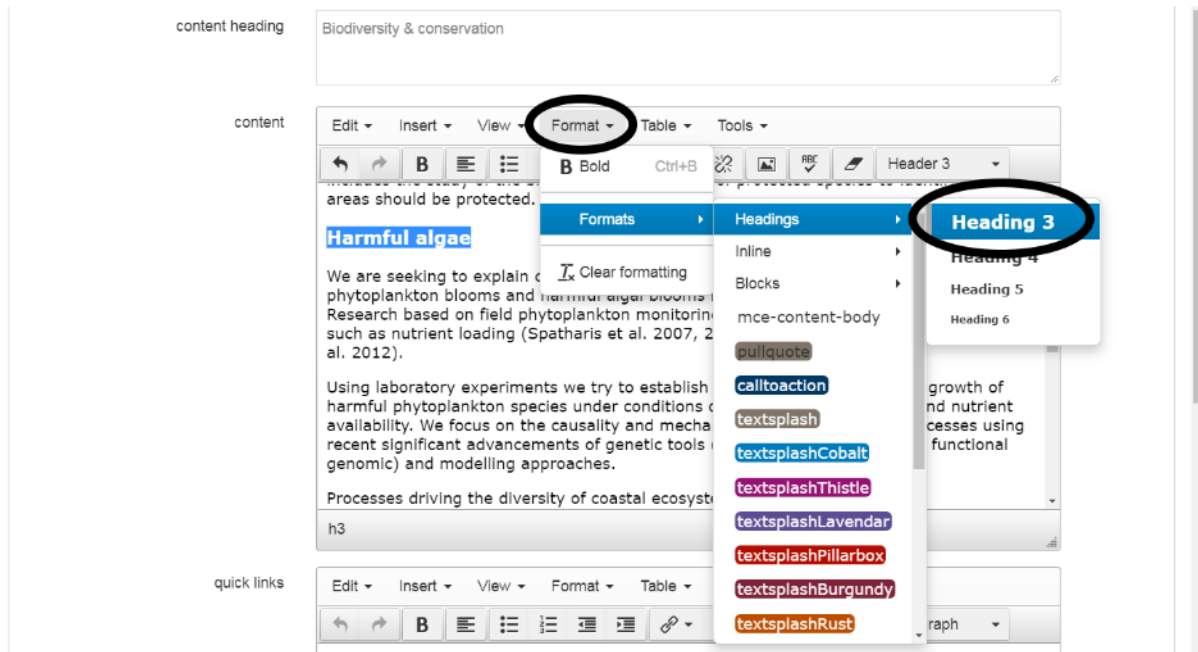 content heading
Biodiversity & conservation
content
Edit Insert View Format Table Tools
B Bold Ctrl+B
B
ABC
Header 3
areas should be protected.
Formats
Headings
Heading 3
Harmful algae
Inline
Heading 4
We are seeking to explain
Clear formatting
Blocks
Heading 5
phytoplankton blooms and harmful algal blooms
mce-content-body
Heading 6
Research based on field phytoplankton monitoring
such as nutrient loading (Spatharis et al. 2007, 2
al. 2012).
pullquote
Using laboratory experiments we try to establish
calltoaction
growth of
harmful phytoplankton species under conditions
nd nutrient
availability. We focus on the causality and mecha
textsplash
cesses using
recent significant advancements of genetic tools
functional
textsplashCobalt
genomic) and modelling approaches.
textsplashThistle
Processes driving the diversity of coastal ecosyst
textsplashLavendar
h3
textsplashPillarbox
quick links
Edit Insert View Format Table
textsplashBurgundy
B
textsplashRust
raph